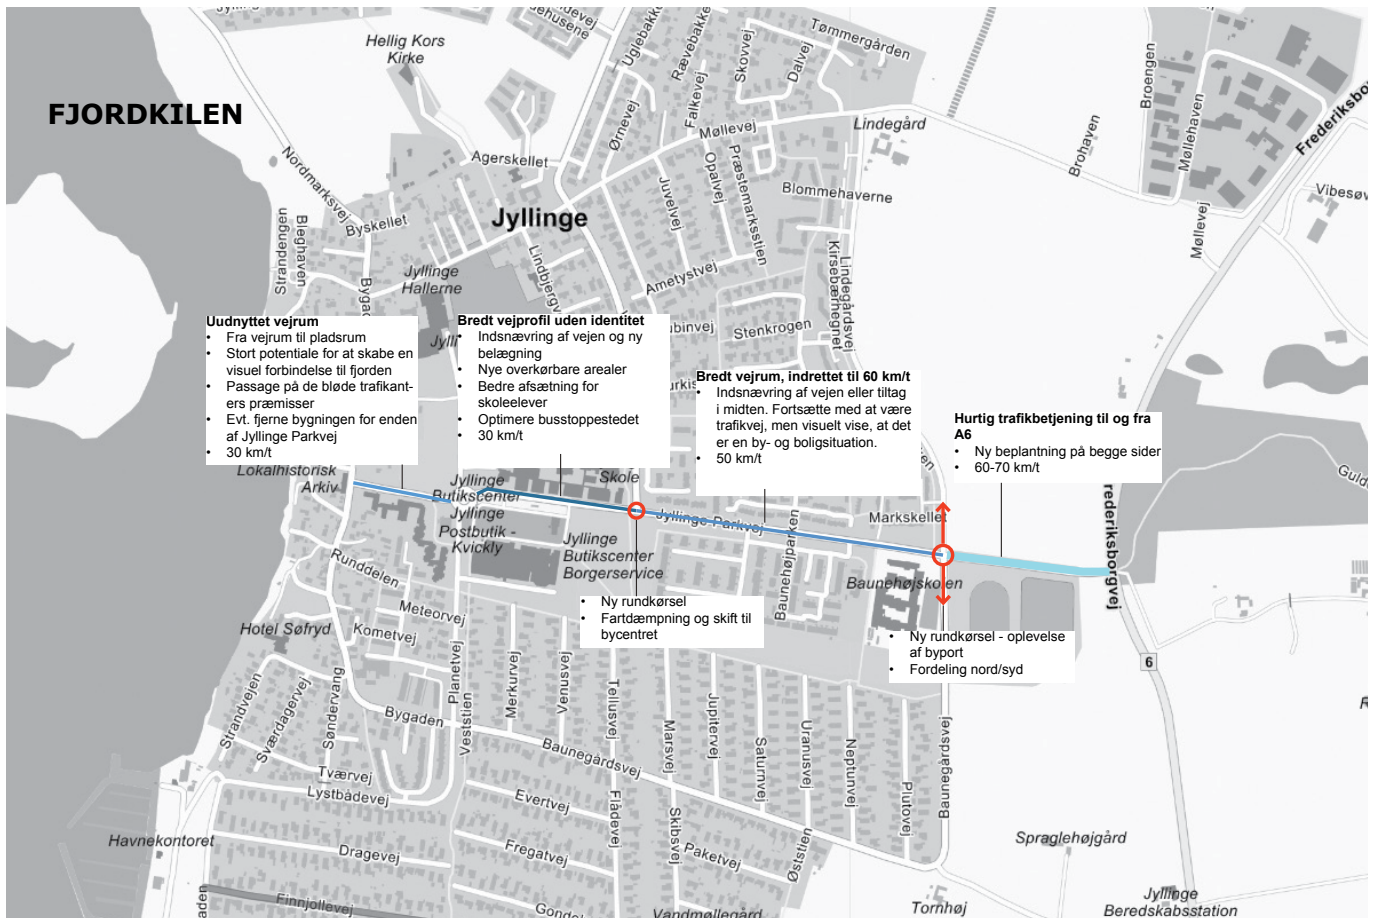 FJORDKILEN
Hellig Kors
Kirke
Nordmarksvej
Agerskellet
Byskellet
Strandengen
Bleghaven
Jyllinge
Jyllinge
Hallerne
Lindbjergv
Uglebakke
Rævebakke
Ørnevej
Falkevej
Skovvej
Dalvej
Tømmergården
Møllevej
Opalvej
Præstemarksstien
Juvelvej
Ametystvej
Blommehaverne
Lindegård
Stenkrogen
Kirsebærhegnet
Lindegårdsvej
Broengen
Møllehaven
Brohaven
Møllevej
Vibesøv
Frederiksbo
Uudnyttet vejrum
• Fra vejrum til pladsrum
• Stort potentiale for at skabe en
visuel forbindelse til fjorden
• Passage på de bløde trafikant-
ers præmisser
• Evt. fjerne bygningen for enden
af Jyllinge Parkvej
• 30 km/t
Bredt vejprofil uden identitet
• Indsnævring af vejen og ny
belægning
• Nye overkørbare arealer
• Bedre afsætning for
skoleelever
• Optimere busstoppestedet
• 30 km/t
Bredt vejrum, indrettet til 60 km/t
• Indsnævring af vejen eller tiltag
i midten. Fortsætte med at være
trafikvej, men visuelt vise, at det
er en by- og boligsituation.
• 50 km/t
Hurtig trafikbetjening til og fra
A6
• Ny beplantning på begge sider
• 60-70 km/t
Lokalhistorisk
Arkiv
Jyllinge
Butikscenter
Jyllinge
Postbutik -
Kvickly
Skole
Jyllinge
Butikscenter
Borgerservice
Jyllinge Parkvej
Baunehøjparken
Markskellet
Baunehøjskolen
rederiksborgvej
Guld
• Ny rundkørsel
• Fartdæmpning og skift til
bycentret
• Ny rundkørsel - oplevelse
af byport
• Fordeling nord/syd
6
Runddelen
Meteorvej
Kometvej
Hotel Søfryd
Strandvejen
Sværdagervej
Søndervang
Bygaden
Planetvej
Veststien
Merkurvej
Venusvej
Tellusvej
Marsvej
Jupitervej
Saturnvej
Uranusvej
Neptunvej
Plutovej
Baunegårdsvej
Baunegårdsvej
Tværvej
Lystbådevej
Evertvej
Fregatvej
Flådevej
Skibsvej
Paketvej
Øststien
Dragevej
Finnjollevej
Havnekontoret
Vandmøllegård
Tornhøj
Spraglehøjgård
Jyllinge
Beredskabsstation